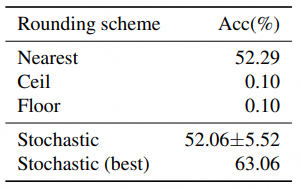 Rounding scheme Acc(%)
Nearest 52.29
Ceil 0.10
Floor 0.10
Stochastic 52.06±5.52
Stochastic (best) 63.06